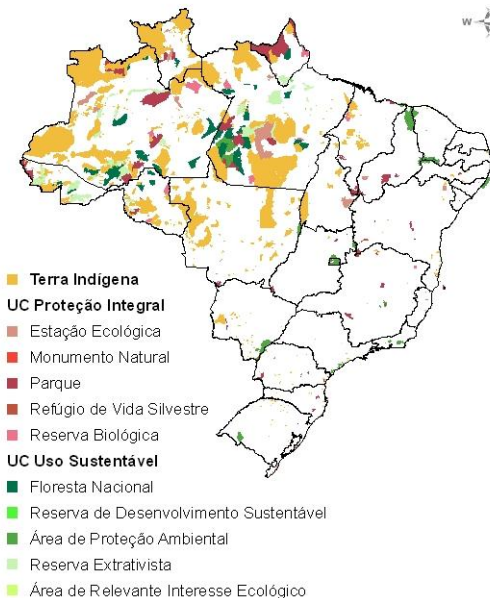 W
Terra Indígena
UC Proteção Integral
Estação Ecológica
Monumento Natural
Parque
Refúgio de Vida Silvestre
Reserva Biológica
UC Uso Sustentável
Floresta Nacional
Reserva de Desenvolvimento Sustentável
Área de Proteção Ambiental
Reserva Extrativista
Área de Relevante Interesse Ecológico